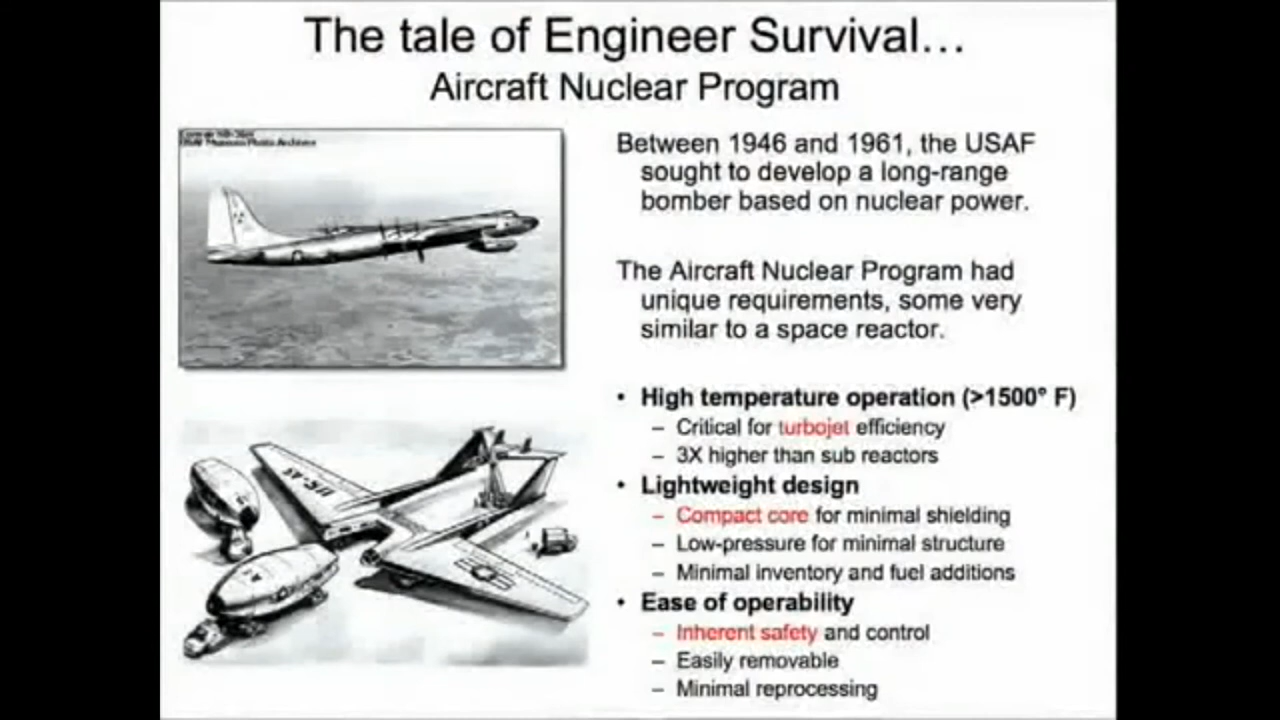 The tale of Engineer Survival…
Aircraft Nuclear Program
USAF Museum Photo Archives
Between 1946 and 1961, the USAF
sought to develop a long-range
bomber based on nuclear power.
The Aircraft Nuclear Program had
unique requirements, some very
similar to a space reactor.
• High temperature operation (>1500° F)
– Critical for turbojet efficiency
– 3X higher than sub reactors
• Lightweight design
– Compact core for minimal shielding
– Low-pressure for minimal structure
– Minimal inventory and fuel additions
• Ease of operability
– Inherent safety and control
– Easily removable
– Minimal reprocessing